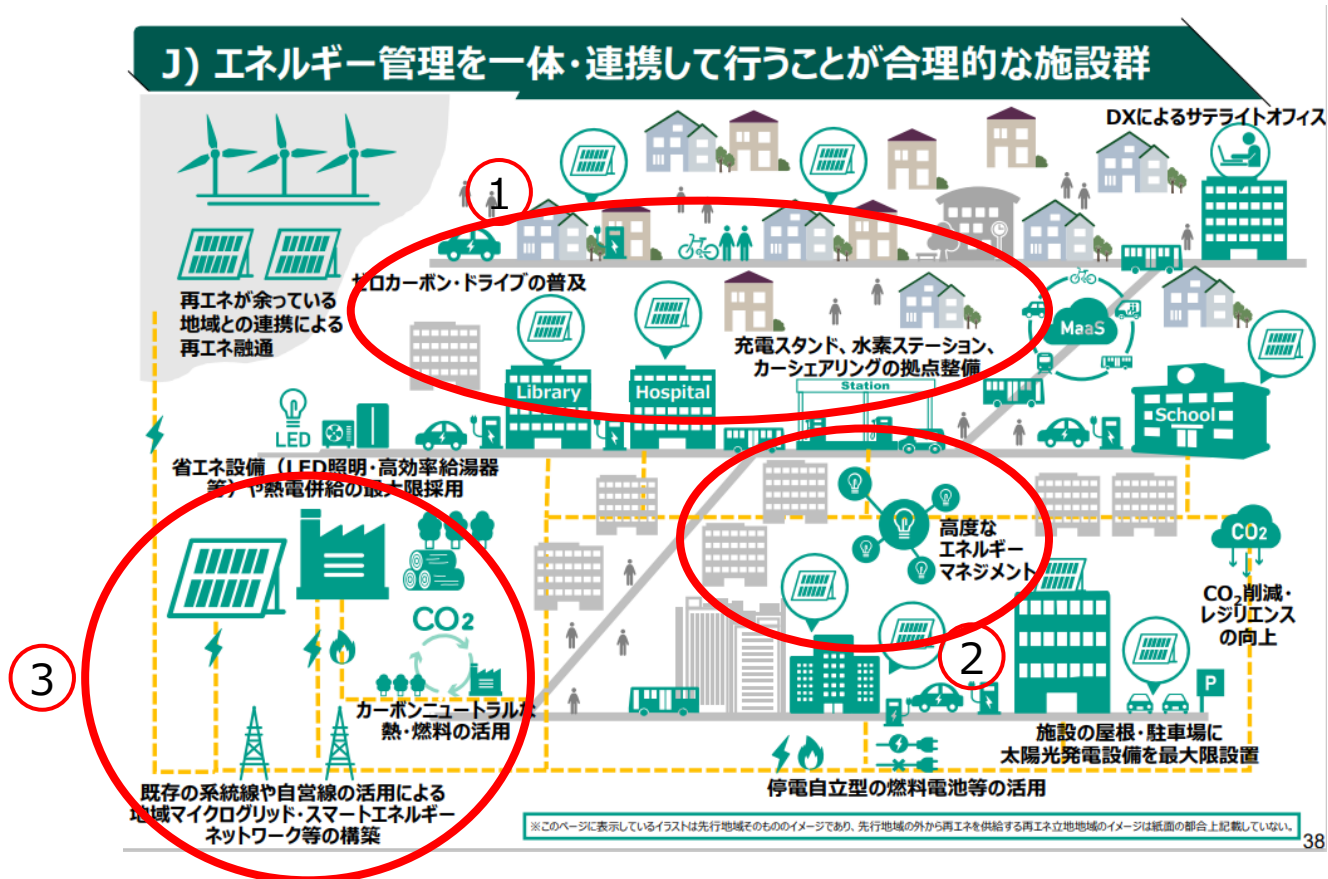 J) エネルギー管理を一体・連携して行うことが合理的な施設群
DXによるサテライトオフィス
①
ゼロカーボン・ドライブの普及
再エネが余っている
地域との連携による
再エネ融通
MaaS
充電スタンド、水素ステーション、
カーシェアリングの拠点整備
Station
Library
Hospital
School
LED
省エネ設備（LED照明・高効率給湯器
等）や熱電併給の最大限採用
高度な
エネルギー
マネジメント
CO2
CO2削減・
レジリエンス
の向上
CO2
②
③
P
カーボンニュートラルな
熱・燃料の活用
施設の屋根・駐車場に
太陽光発電設備を最大限設置
停電自立型の燃料電池等の活用
既存の系統線や自営線の活用による
地域マイクログリッド・スマートエネルギー
ネットワーク等の構築
※このページに表示しているイラストは先行地域そのもののイメージであり、先行地域の外から再エネを供給する再エネ立地地域のイメージは紙面の都合上記載していない。
38